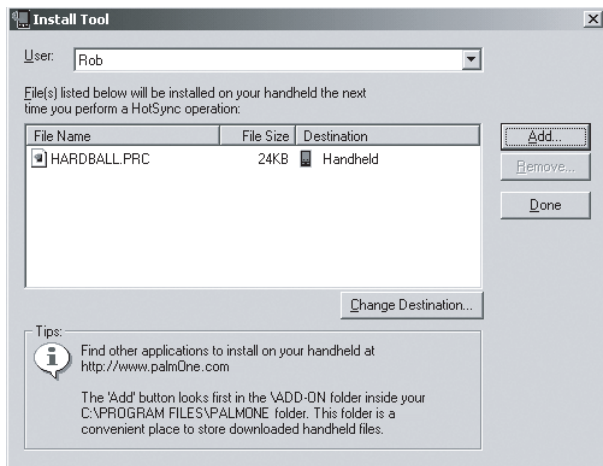 Install Tool
User: Rob
File(s) listed below will be installed on your handheld the next
time you perform a HotSync operation:
File Name File Size Destination
HARDBALL.PRC 24KB Handheld
Add...
Remove...
Done
Change Destination...
Tips:
Find other applications to install on your handheld at
http://www.palmOne.com
The 'Add' button looks first in the \ADD-ON folder inside your
C:\PROGRAM FILES\PALMONE folder. This folder is a
convenient place to store downloaded handheld files.